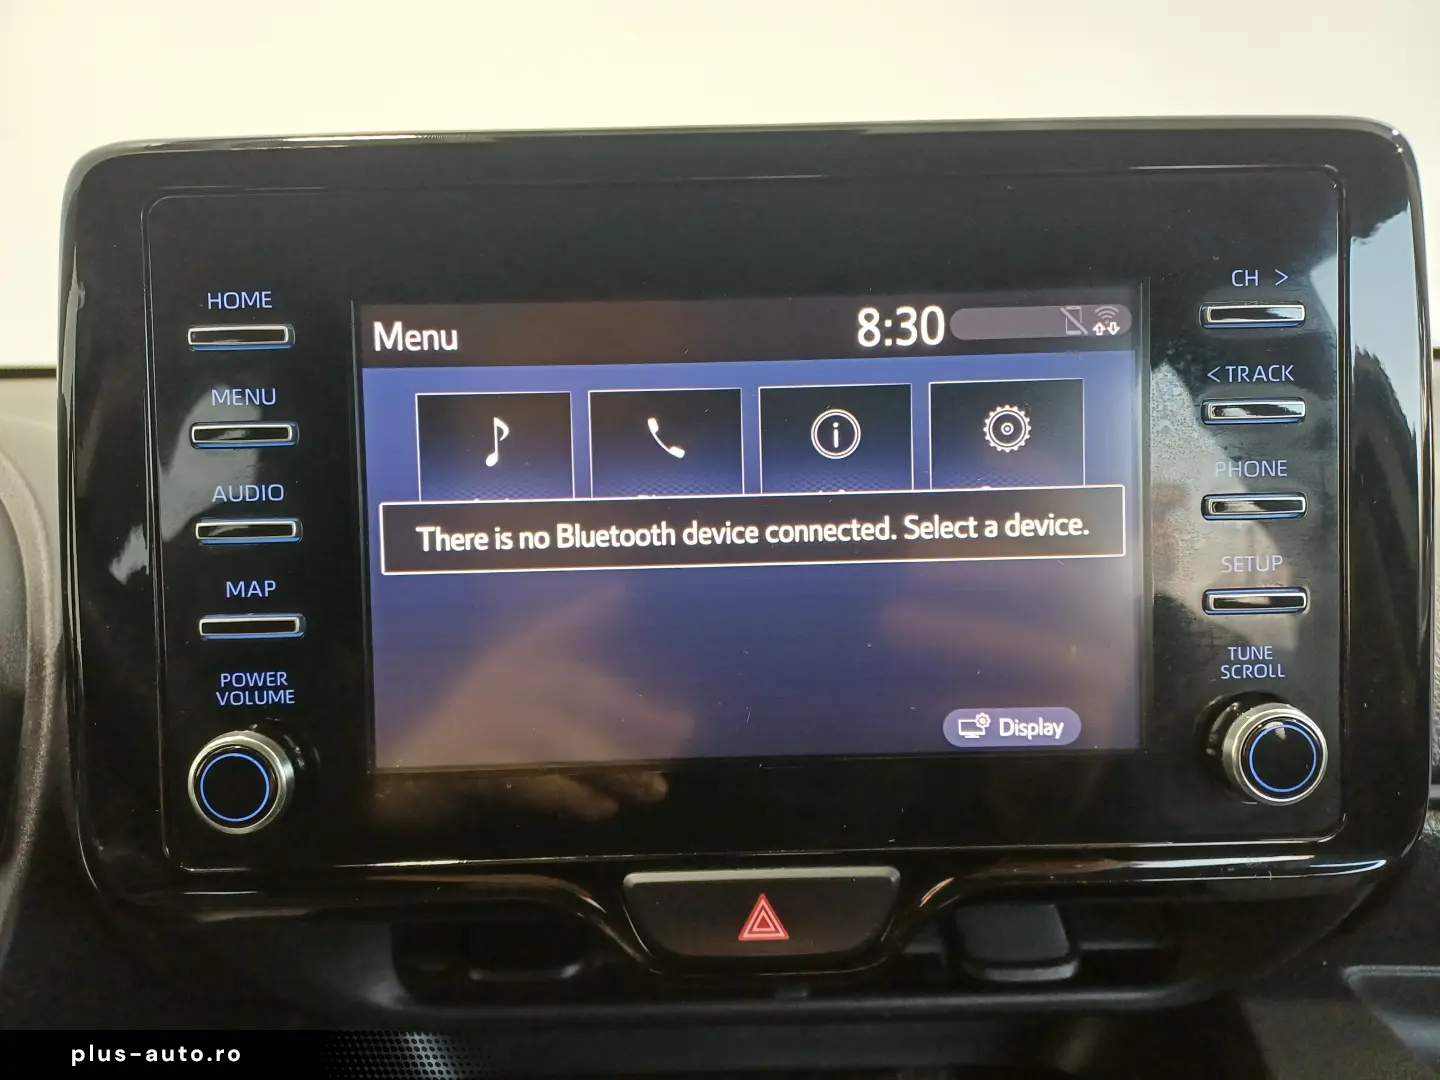 HOME
MENU
AUDIO
MAP
POWER
VOLUME
Menu
8:30
There is no Bluetooth device connected. Select a device.
Display
CH >
< TRACK
PHONE
SETUP
TUNE
SCROLL
plus-auto.ro